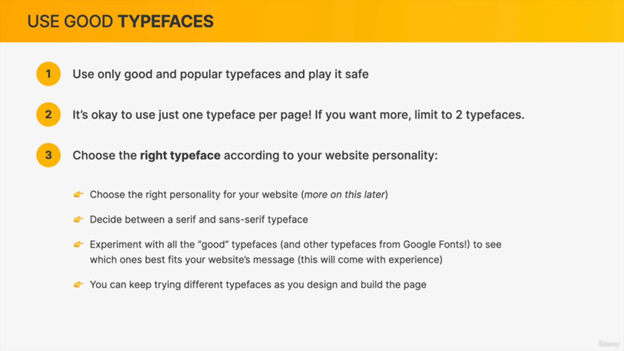 USE GOOD TYPEFACES
1 Use only good and popular typefaces and play it safe
2 It's okay to use just one typeface per page! If you want more, limit to 2 typefaces.
3 Choose the right typeface according to your website personality:
Choose the right personality for your website (more on this later)
Decide between a serif and sans-serif typeface
Experiment with all the “good” typefaces (and other typefaces from Google Fonts!) to see
which ones best fits your website's message (this will come with experience)
You can keep trying different typefaces as you design and build the page
Udemy